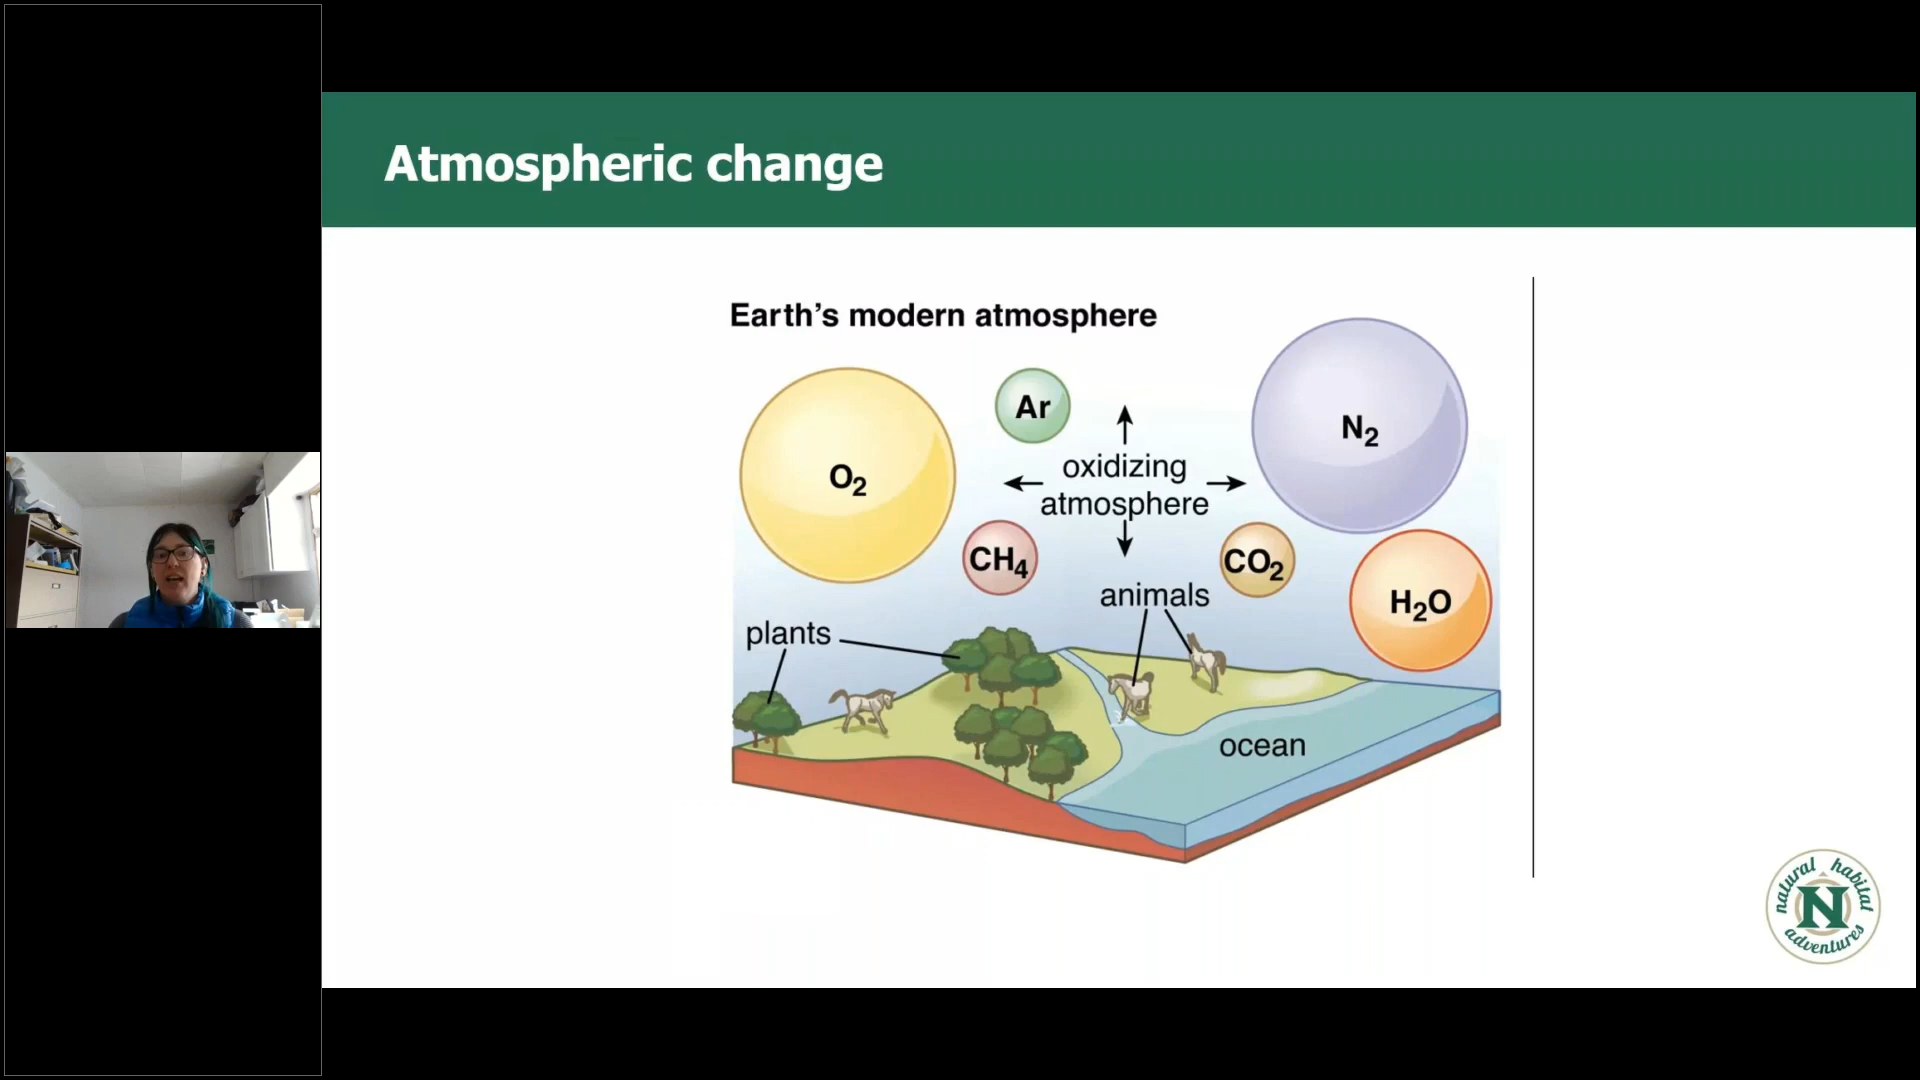 Atmospheric change
Earth's modern atmosphere
Ar
N₂
O₂
oxidizing
atmosphere
CH₄
CO₂
animals
H₂O
plants
ocean
natural habitat
N
adventures